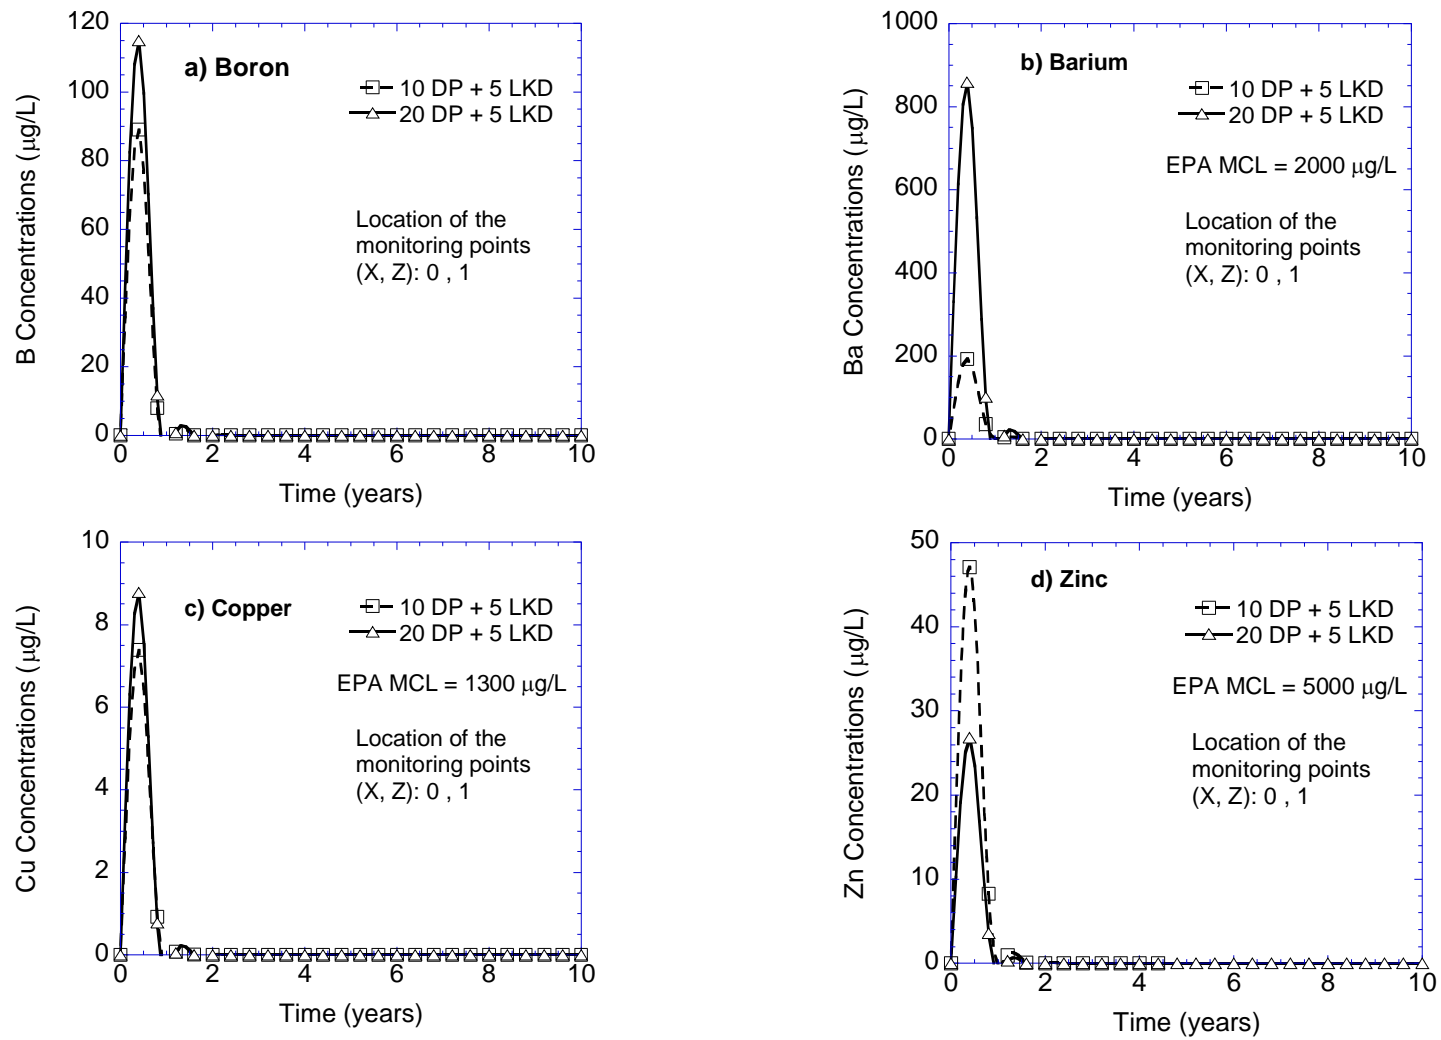 a) Boron
10 DP + 5 LKD
20 DP + 5 LKD
Location of the
monitoring points
(X, Z): 0 , 1
B Concentrations (µg/L)
120
100
80
60
40
20
0
0 2 4 6 8 10
Time (years)
b) Barium
10 DP + 5 LKD
20 DP + 5 LKD
EPA MCL = 2000 µg/L
Location of the
monitoring points
(X, Z): 0 , 1
Ba Concentrations (µg/L)
1000
800
600
400
200
0
0 2 4 6 8 10
Time (years)
c) Copper
10 DP + 5 LKD
20 DP + 5 LKD
EPA MCL = 1300 µg/L
Location of the
monitoring points
(X, Z): 0 , 1
Cu Concentrations (µg/L)
10
8
6
4
2
0
0 2 4 6 8 10
Time (years)
d) Zinc
10 DP + 5 LKD
20 DP + 5 LKD
EPA MCL = 5000 µg/L
Location of the
monitoring points
(X, Z): 0 , 1
Zn Concentrations (µg/L)
50
40
30
20
10
0
0 2 4 6 8 10
Time (years)